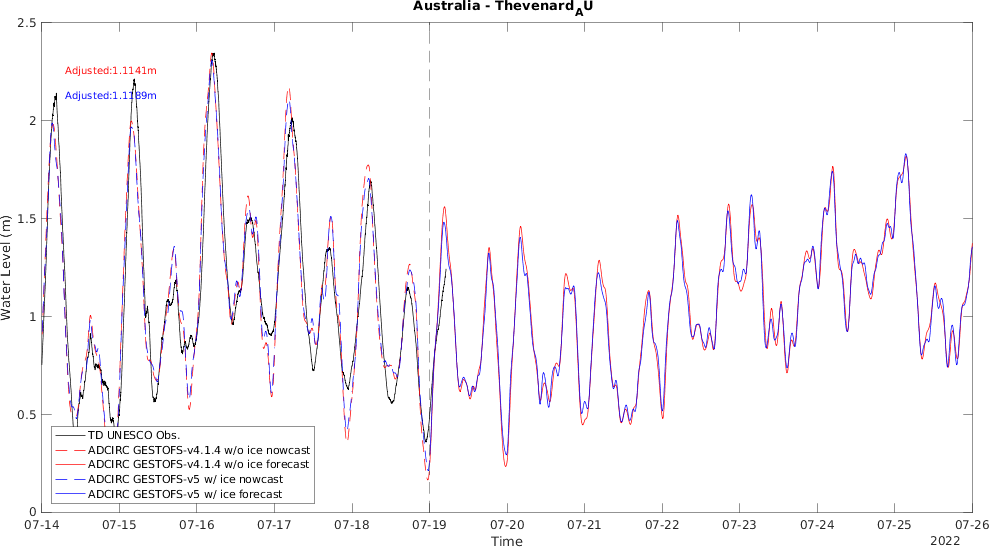 Australia - Thevenard_AU
2.5
Adjusted:1.1141m
Adjusted:1.1189m
2
1.5
Water Level (m)
1
0.5
TD UNESCO Obs.
ADCIRC GESTOFS-v4.1.4 w/o ice nowcast
ADCIRC GESTOFS-v4.1.4 w/o ice forecast
ADCIRC GESTOFS-v5 w/ ice nowcast
ADCIRC GESTOFS-v5 w/ ice forecast
0
07-14 07-15 07-16 07-17 07-18 07-19 07-20 07-21 07-22 07-23 07-24 07-25 07-26
Time
2022